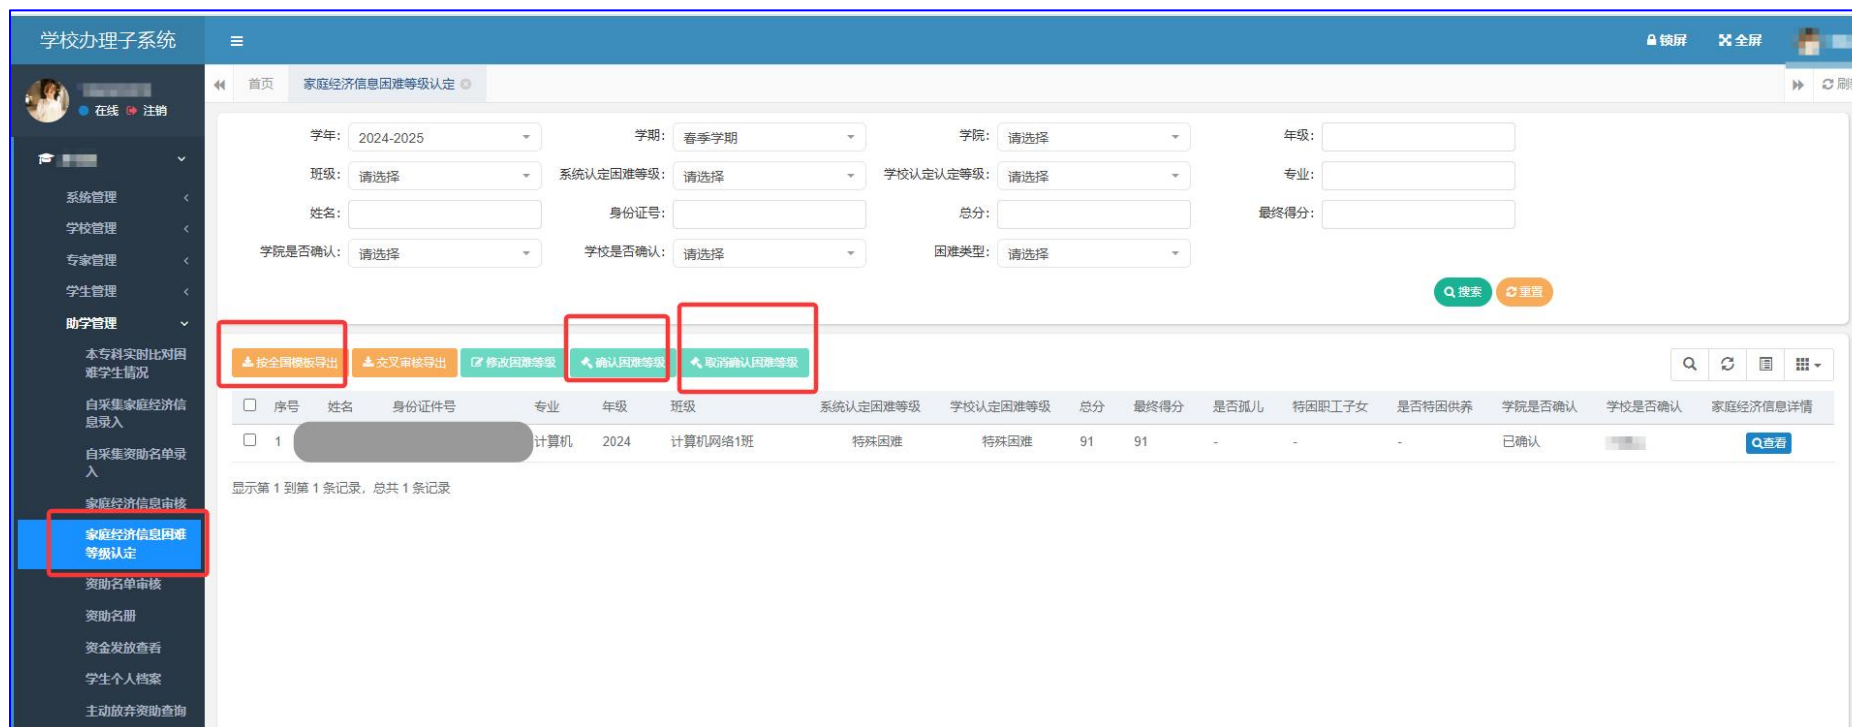 学校办理子系统
锁屏 全屏
首页 家庭经济信息困难等级认定
在线 注销
学年: 2024-2025 学期: 春季学期 学院: 请选择 年级:
班级: 请选择 系统认定困难等级: 请选择 学校认定认定等级: 请选择 专业:
姓名: 身份证号: 总分: 最终得分:
学院是否确认: 请选择 学校是否确认: 请选择 困难类型: 请选择
搜索 重置
系统管理
学校管理
专家管理
学生管理
助学管理
本专科实时比对困
难学生情况
自采集家庭经济信
息录入
自采集资助名单录
入
家庭经济信息审核
家庭经济信息困难
等级认定
资助名单审核
资助名册
资金发放查看
学生个人档案
主动放弃资助查询
按全国模板导出 交叉审核导出 修改困难等级 确认困难等级 取消确认困难等级
序号 姓名 身份证件号 专业 年级 班级 系统认定困难等级 学校认定困难等级 总分 最终得分 是否孤儿 特困职工子女 是否特困供养 学院是否确认 学校是否确认 家庭经济信息详情
1 计算机 2024 计算机网络1班 特殊困难 特殊困难 91 91 - - - 已确认 查看
显示第 1 到第 1 条记录，总共 1 条记录